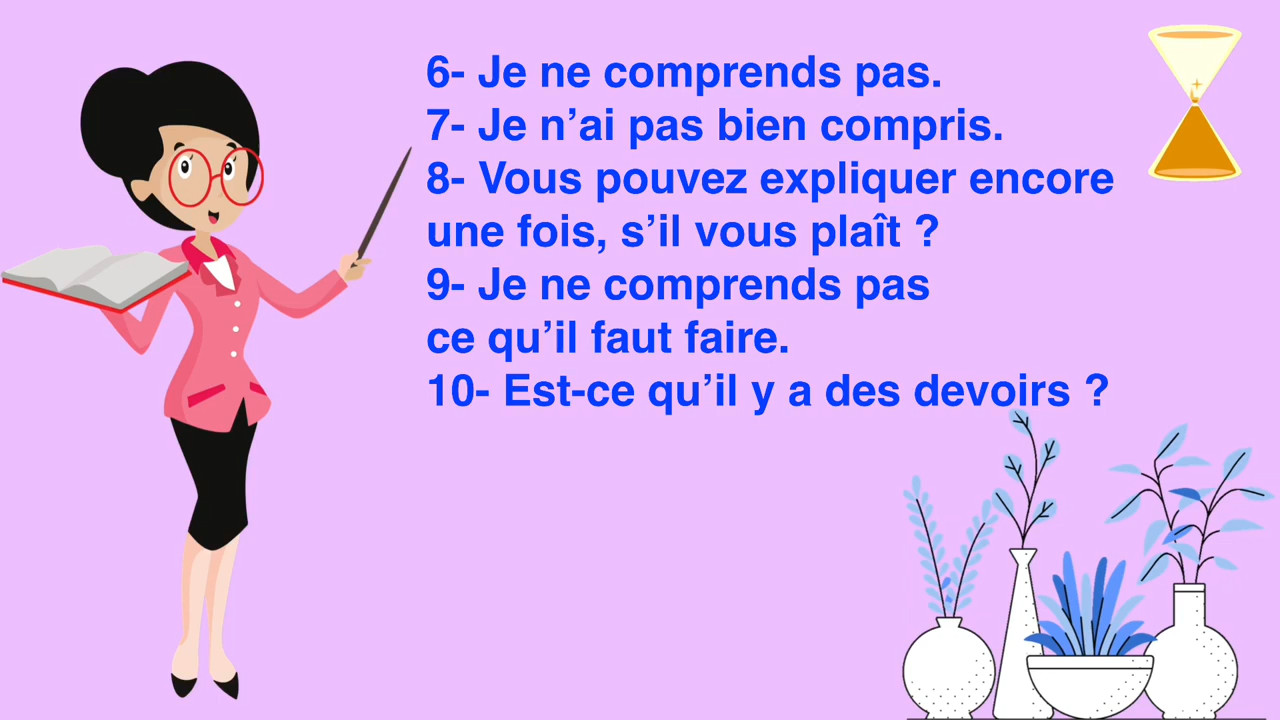 6- Je ne comprends pas.
7- Je n’ai pas bien compris.
8- Vous pouvez expliquer encore
une fois, s’il vous plaît ?
9- Je ne comprends pas
ce qu’il faut faire.
10- Est-ce qu’il y a des devoirs ?